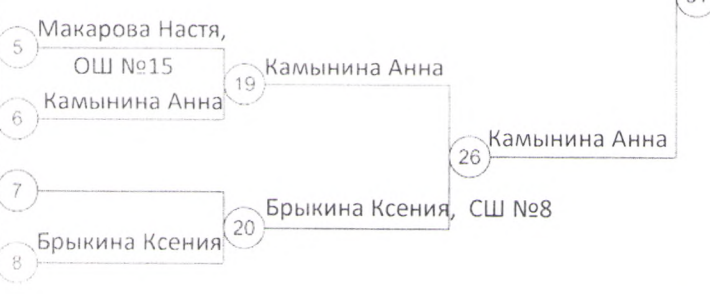 5 Макарова Настя,
ОШ №15
19 Камынина Анна
6 Камынина Анна
26 Камынина Анна
7
20 Брыкина Ксения, СШ №8
8 Брыкина Ксения